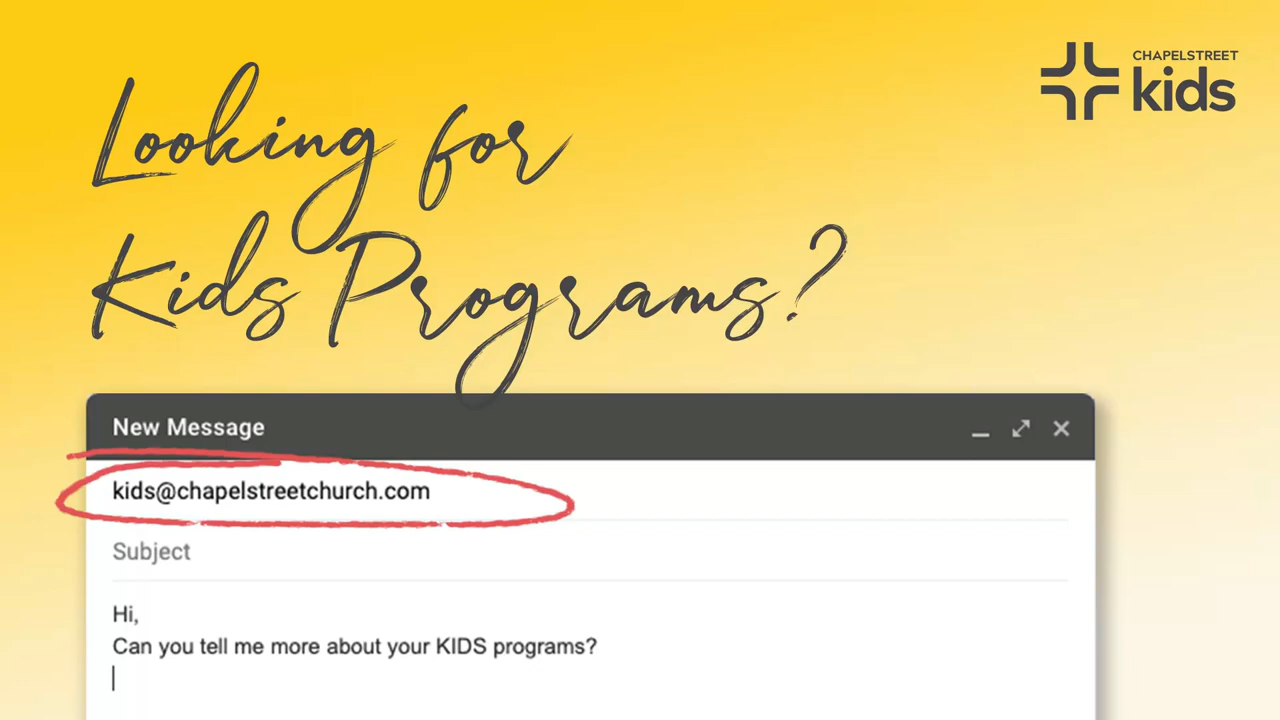 CHAPELSTREET
kids
Looking for
Kids Programs?
New Message
kids@chapelstreetchurch.com
Subject
Hi,
Can you tell me more about your KIDS programs?